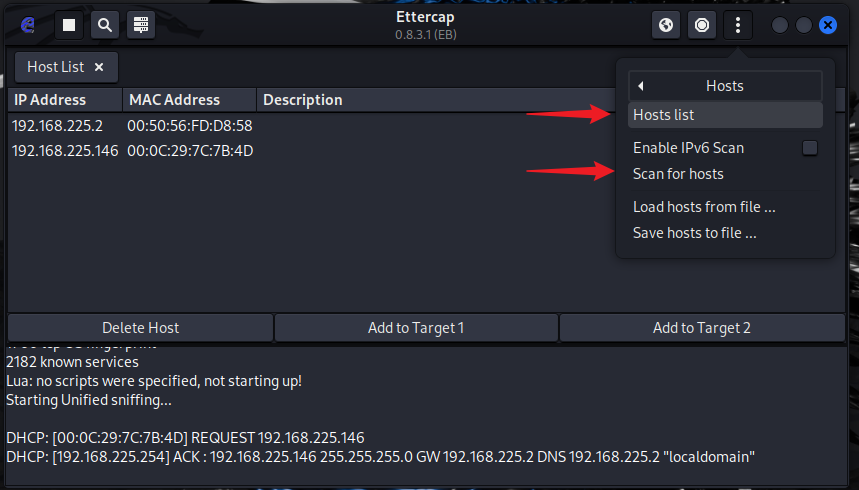 Ettercap
0.8.3.1 (EB)
Host List ×
IP Address MAC Address Description
192.168.225.2 00:50:56:FD:D8:58
192.168.225.146 00:0C:29:7C:7B:4D
Hosts
Hosts list
Enable IPv6 Scan
Scan for hosts
Load hosts from file ...
Save hosts to file ...
Delete Host Add to Target 1 Add to Target 2
2182 known services
Lua: no scripts were specified, not starting up!
Starting Unified sniffing...
DHCP: [00:0C:29:7C:7B:4D] REQUEST 192.168.225.146
DHCP: [192.168.225.254] ACK : 192.168.225.146 255.255.255.0 GW 192.168.225.2 DNS 192.168.225.2 "localdomain"